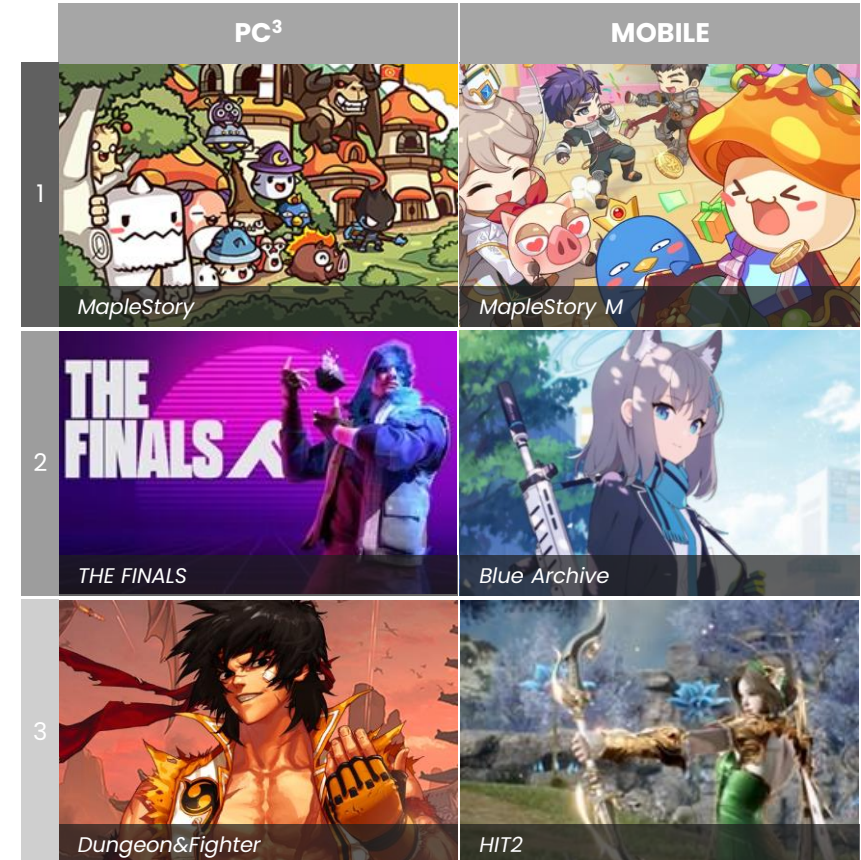 PC³ MOBILE
1
MapleStory MapleStory M
2
THE
FINALS
THE FINALS Blue Archive
3
Dungeon&Fighter HIT2